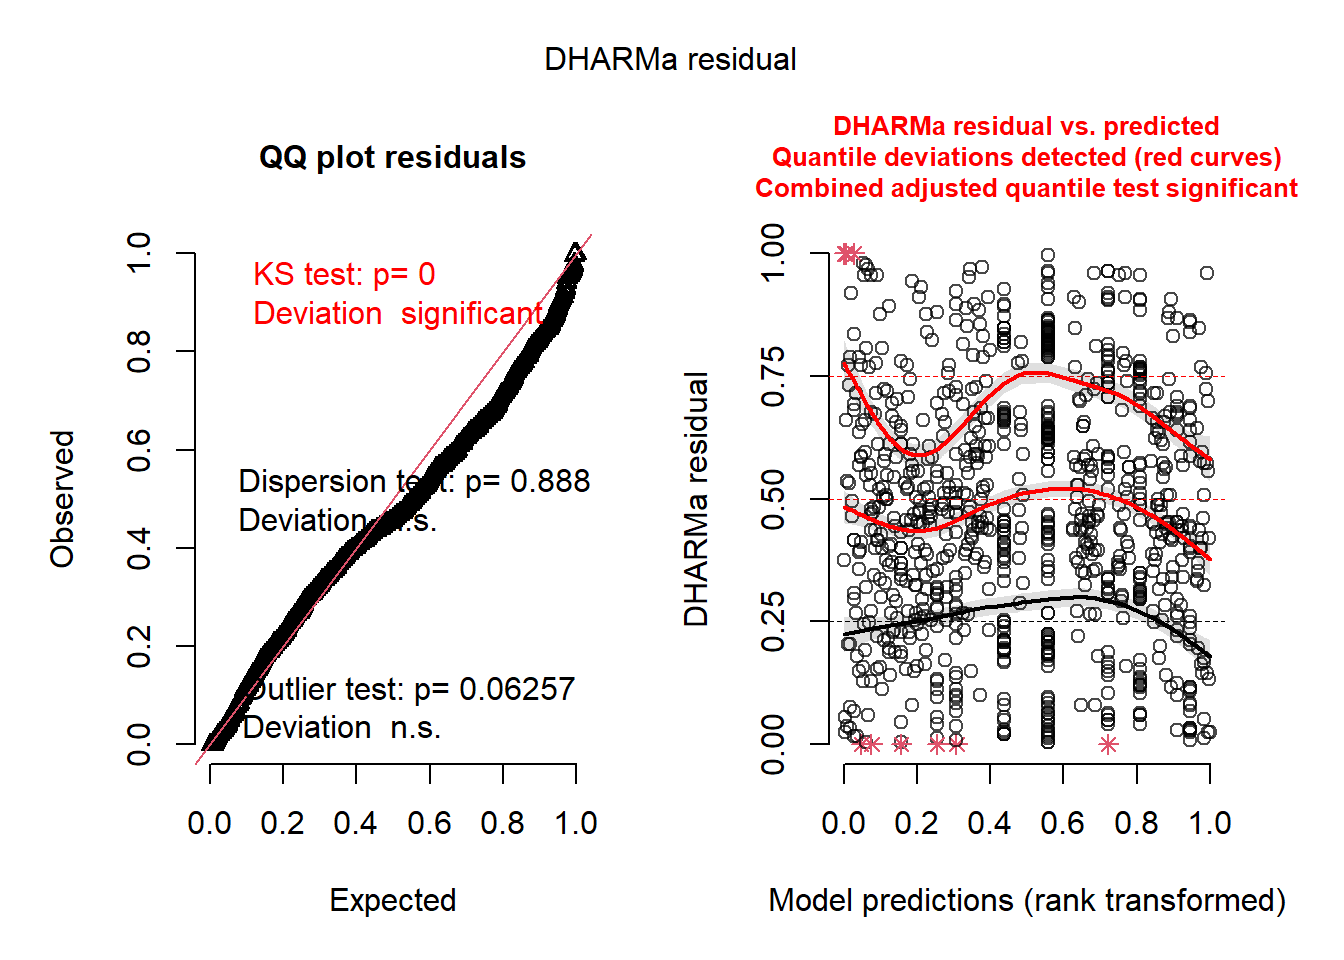 DHARMa residual
QQ plot residuals
KS test: p= 0
Deviation  significant
Dispersion test: p= 0.888
Deviation  n.s.
Outlier test: p= 0.06257
Deviation  n.s.
Observed
1.0
0.8
0.6
0.4
0.2
0.0
0.0 0.2 0.4 0.6 0.8 1.0
Expected
DHARMa residual vs. predicted
Quantile deviations detected (red curves)
Combined adjusted quantile test significant
DHARMa residual
1.00
0.75
0.50
0.25
0.00
0.0 0.2 0.4 0.6 0.8 1.0
Model predictions (rank transformed)